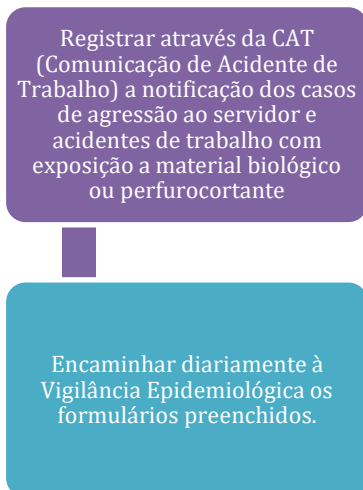 Registrar através da CAT
(Comunicação de Acidente de
Trabalho) a notificação dos casos
de agressão ao servidor e
acidentes de trabalho com
exposição a material biológico
ou perfurocortante
Encaminhar diariamente à
Vigilância Epidemiológica os
formulários preenchidos.